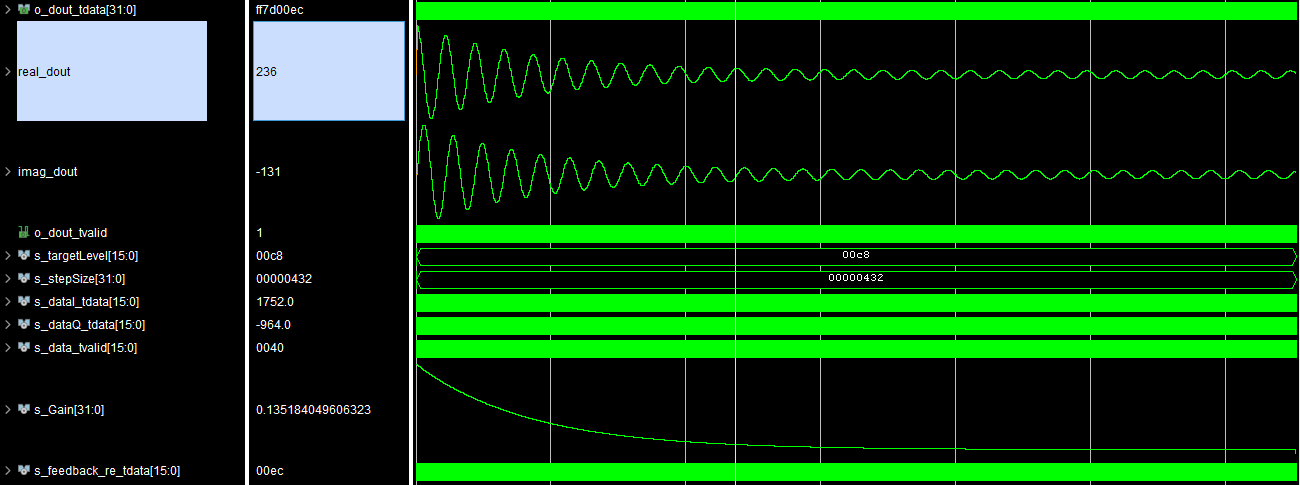 o_dout_tdata[31:0] ff7d00ec
real_dout 236
imag_dout -131
o_dout_tvalid 1
s_targetLevel[15:0] 00c8 00c8
s_stepSize[31:0] 00000432 00000432
s_dataI_tdata[15:0] 1752.0
s_dataQ_tdata[15:0] -964.0
s_data_tvalid[15:0] 0040
s_Gain[31:0] 0.135184049606323
s_feedback_re_tdata[15:0] 00ec